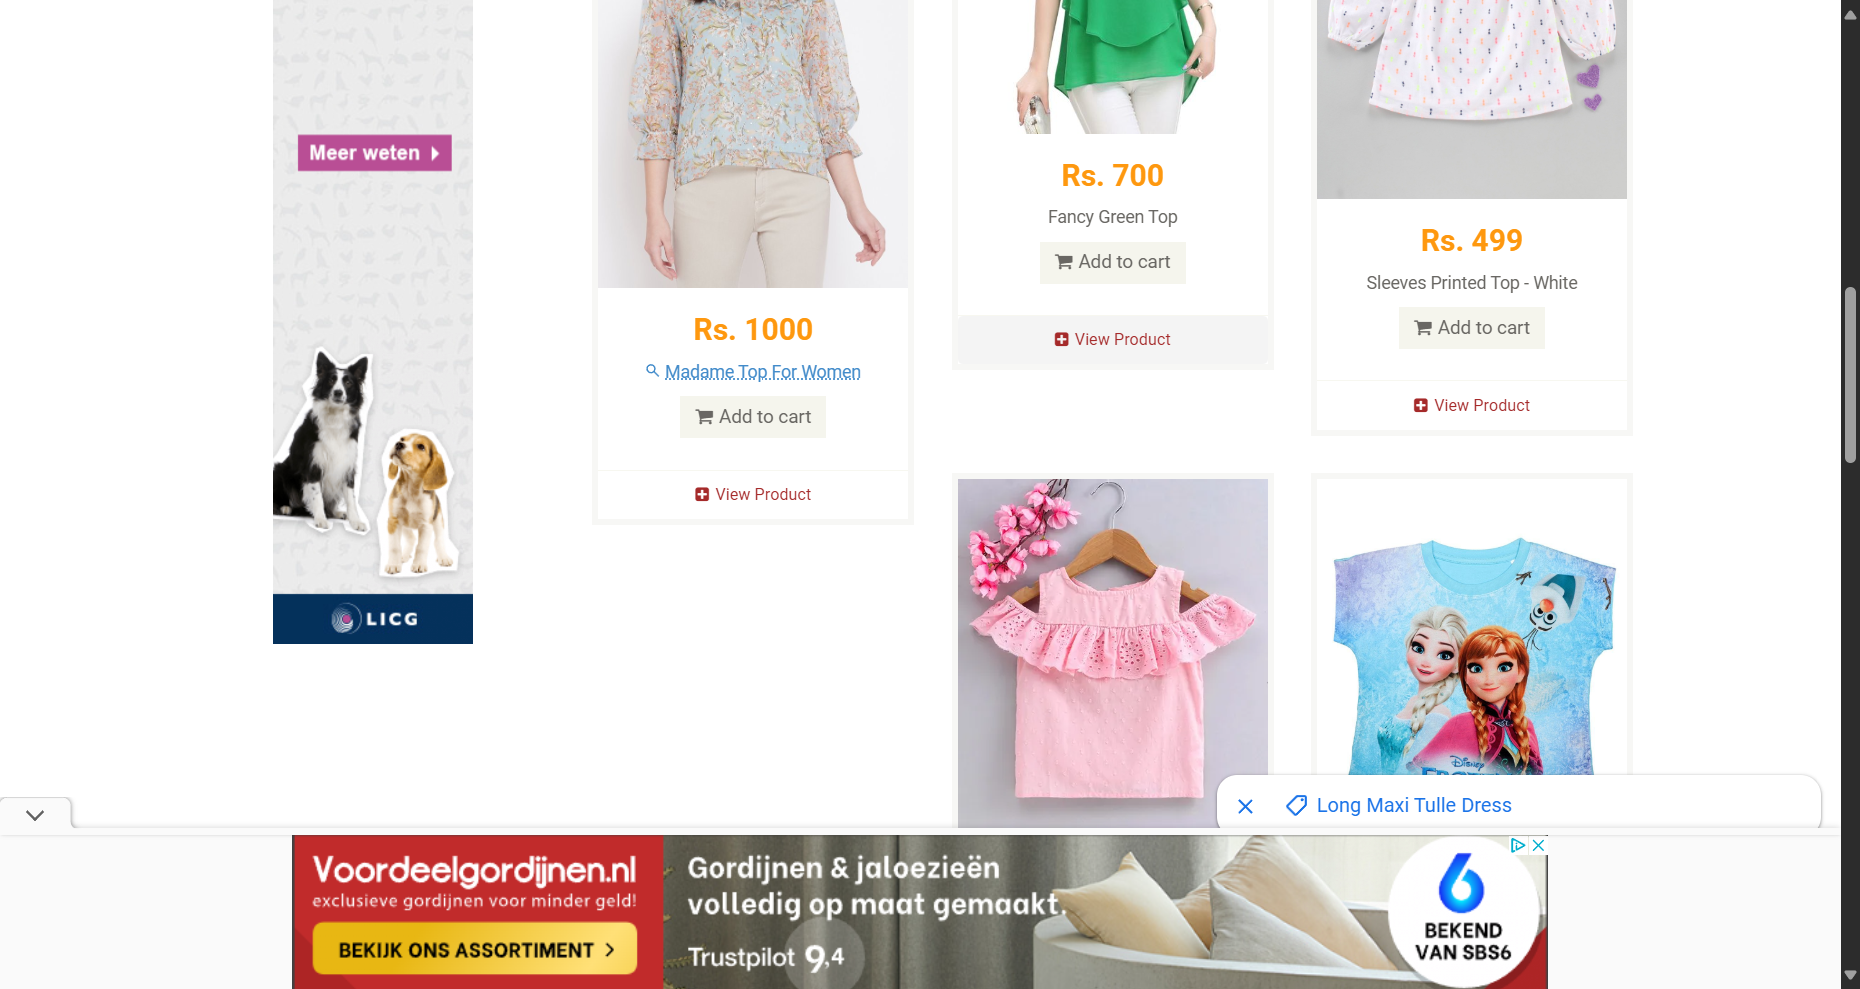 Meer weten
LICG
Rs. 1000
Madame Top For Women
Add to cart
View Product
Rs. 700
Fancy Green Top
Add to cart
View Product
Rs. 499
Sleeves Printed Top - White
Add to cart
View Product
Disney
Long Maxi Tulle Dress
Voordeelgordijnen.nl
exclusieve gordijnen voor minder geld!
BEKIJK ONS ASSORTIMENT
Gordijnen & jaloezieën
volledig op maat gemaakt.
Trustpilot 9,4
6
BEKEND
VAN SBS6